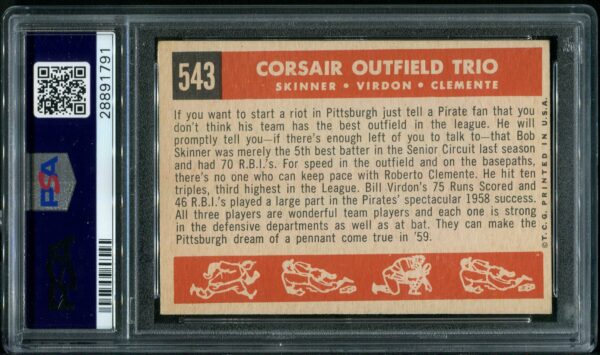 28891791
PSA
PSA
543
CORSAIR OUTFIELD TRIO
SKINNER • VIRDON • CLEMENTE
If you want to start a riot in Pittsburgh just tell a Pirate fan that you
don't think his team has the best outfield in the league. He will
promptly tell you—if there's enough left of you to talk to—that Bob
Skinner was merely the 5th best batter in the Senior Circuit last season
and had 70 R.B.I.'s. For speed in the outfield and on the basepaths,
there's no one who can keep pace with Roberto Clemente. He hit ten
triples, third highest in the League. Bill Virdon's 75 Runs Scored and
46 R.B.I.'s played a large part in the Pirates' spectacular 1958 success.
All three players are wonderful team players and each one is strong
in the defensive departments as well as at bat. They can make the
Pittsburgh dream of a pennant come true in '59.
© T.C.G. PRINTED IN U.S.A.